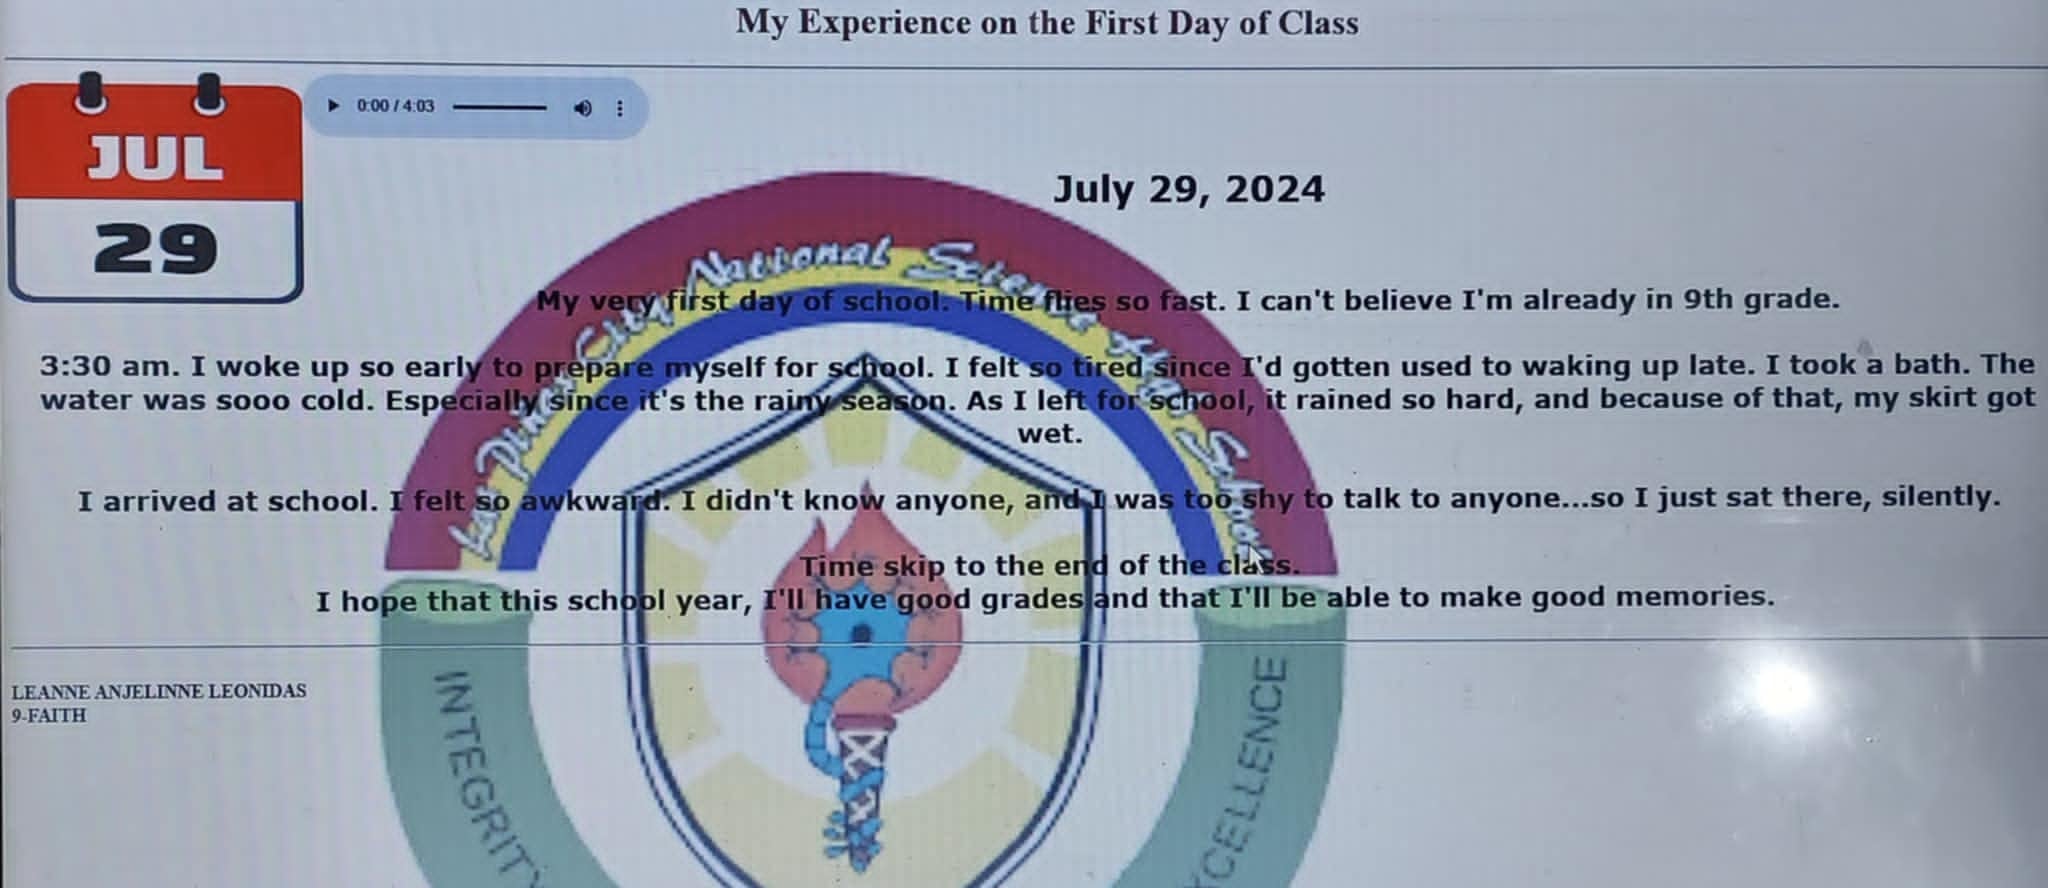 My Experience on the First Day of Class
JUL
29
0:00 / 4:03
July 29, 2024
Las Piñas City National Science High School
My very first day of school. Time flies so fast. I can't believe I'm already in 9th grade.
3:30 am. I woke up so early to prepare myself for school. I felt so tired since I'd gotten used to waking up late. I took a bath. The
water was sooo cold. Especially since it's the rainy season. As I left for school, it rained so hard, and because of that, my skirt got
wet.
I arrived at school. I felt so awkward. I didn't know anyone, and I was too shy to talk to anyone...so I just sat there, silently.
Time skip to the end of the class.
I hope that this school year, I'll have good grades and that I'll be able to make good memories.
LEANNE ANJELINNE LEONIDAS
9-FAITH
INTEGRITY
XCELLENCE